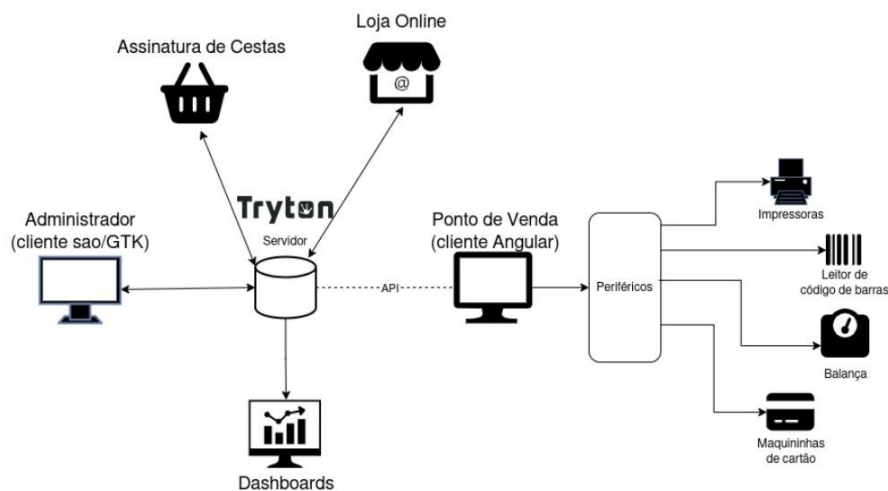 Loja Online
@
Assinatura de Cestas
Tryton
Servidor
Administrador
(cliente sao/GTK)
Ponto de Venda
(cliente Angular)
API
Periféricos
Impressoras
Leitor de
código de barras
Balança
Maquininhas
de cartão
Dashboards